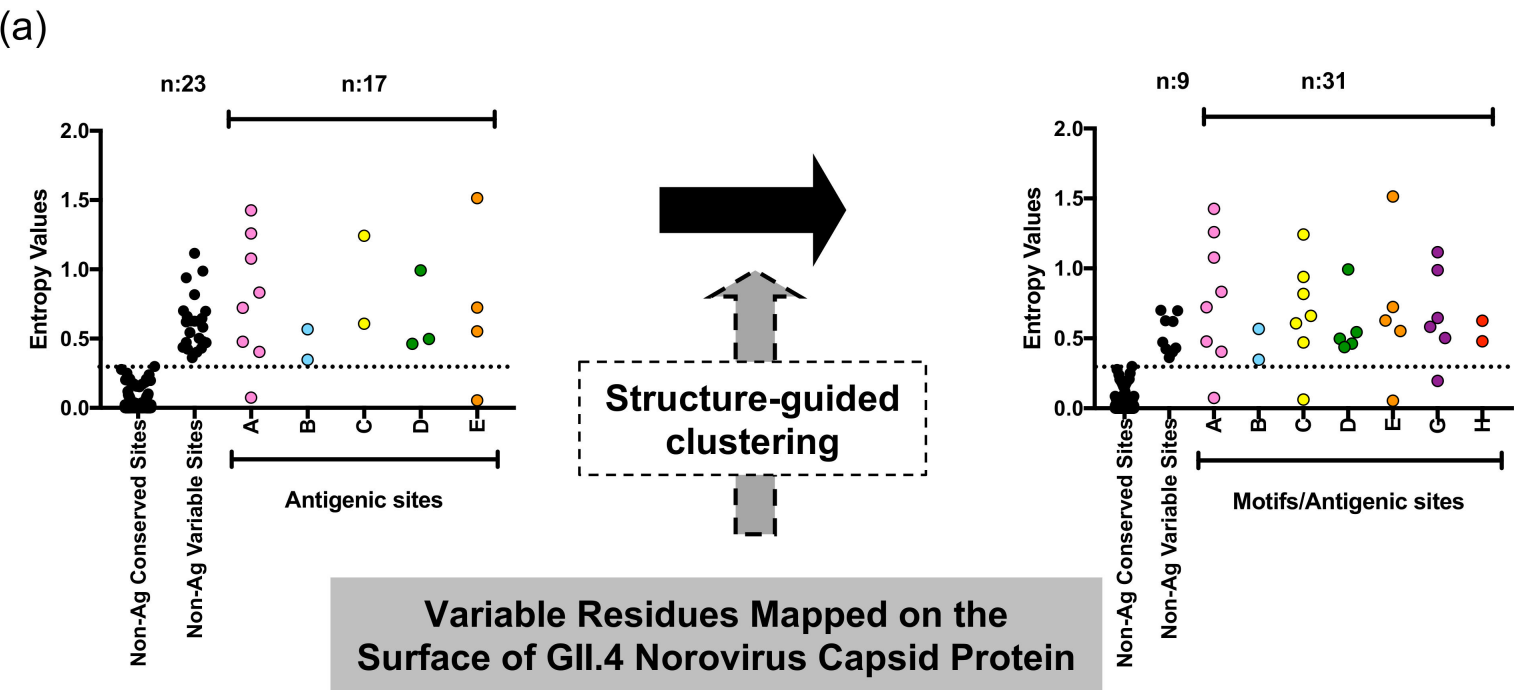 (a)
n:23
n:17
2.0
1.5
1.0
0.5
0.0
Entropy Values
Non-Ag Conserved Sites
Non-Ag Variable Sites
A
B
C
D
E
Antigenic sites
Structure-guided
clustering
Variable Residues Mapped on the
Surface of GII.4 Norovirus Capsid Protein
n:9
n:31
2.0
1.5
1.0
0.5
0.0
Entropy Values
Non-Ag Conserved Sites
Non-Ag Variable Sites
A
B
C
D
E
G
H
Motifs/Antigenic sites